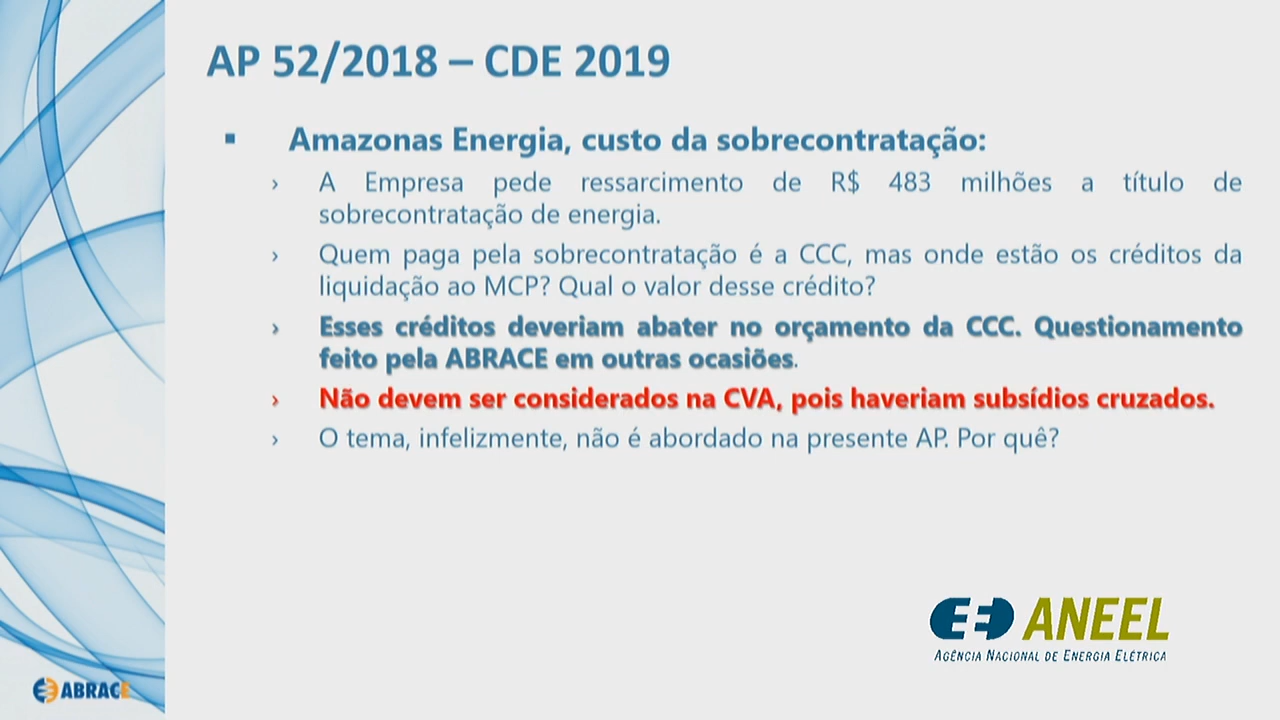 AP 52/2018 – CDE 2019
▪ Amazonas Energia, custo da sobrecontratação:
› A Empresa pede ressarcimento de R$ 483 milhões a título de
sobrecontratação de energia.
› Quem paga pela sobrecontratação é a CCC, mas onde estão os créditos da
liquidação ao MCP? Qual o valor desse crédito?
› Esses créditos deveriam abater no orçamento da CCC. Questionamento
feito pela ABRACE em outras ocasiões.
› Não devem ser considerados na CVA, pois haveriam subsídios cruzados.
› O tema, infelizmente, não é abordado na presente AP. Por quê?
ANEEL
AGÊNCIA NACIONAL DE ENERGIA ELÉTRICA
ABRACE